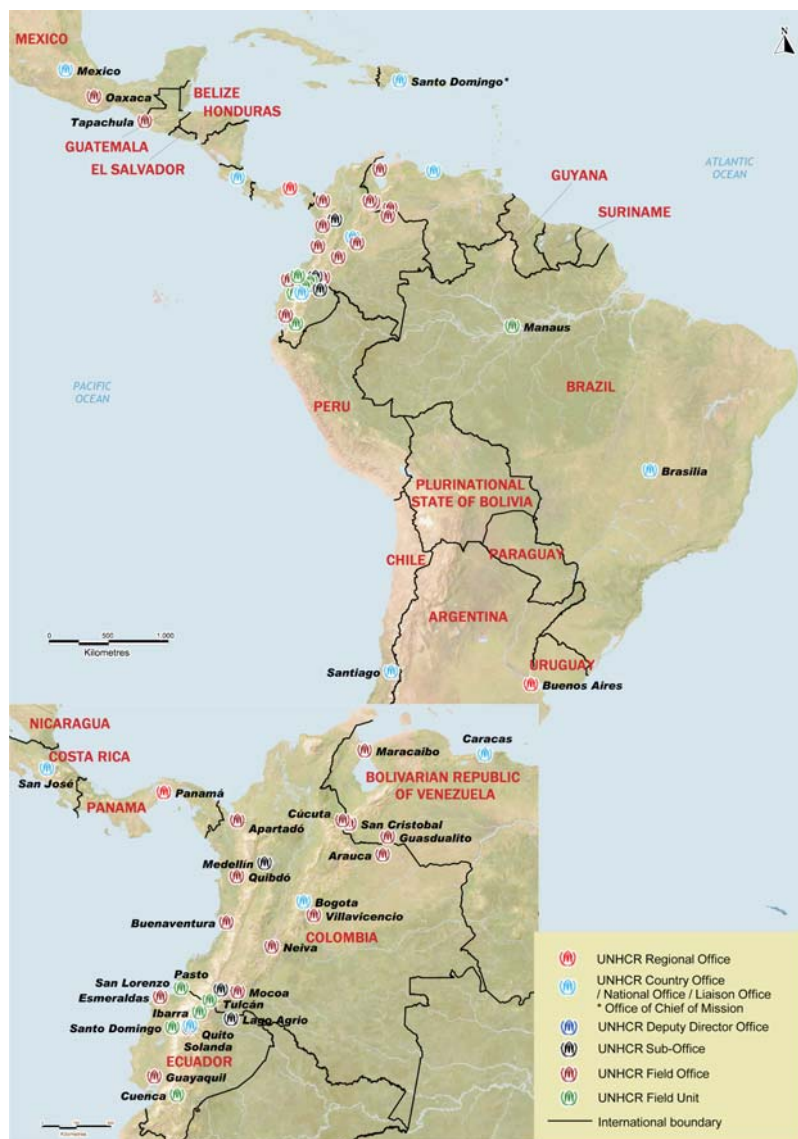 MEXICO
N
Mexico
Santo Domingo*
Oaxaca
BELIZE
HONDURAS
Tapachula
GUATEMALA
EL SALVADOR
GUYANA
ATLANTIC
OCEAN
SURINAME
Manaus
PACIFIC
OCEAN
PERU
BRAZIL
Brasilia
PLURINATIONAL
STATE OF BOLIVIA
CHILE
PARAGUAY
ARGENTINA
0 500 1 000
Kilometres
Santiago
URUGUAY
Buenos Aires
NICARAGUA
COSTA RICA
San José
PANAMA
Panamá
Caracas
Maracaibo
BOLIVARIAN REPUBLIC
OF VENEZUELA
Apartadó
Cúcuta
San Cristobal
Guasdualito
Arauca
Medellín
Quibdó
Bogota
Villavicencio
Buenaventura
COLOMBIA
Neiva
Pasto
San Lorenzo
Esmeraldas
Mocoa
Tulcán
Ibarra
Lago Agrio
Santo Domingo
Quito
Solanda
ECUADOR
Guayaquil
Cuenca
Kilometres
UNHCR Regional Office
UNHCR Country Office
/ National Office / Liaison Office
* Office of Chief of Mission
UNHCR Deputy Director Office
UNHCR Sub-Office
UNHCR Field Office
UNHCR Field Unit
International boundary